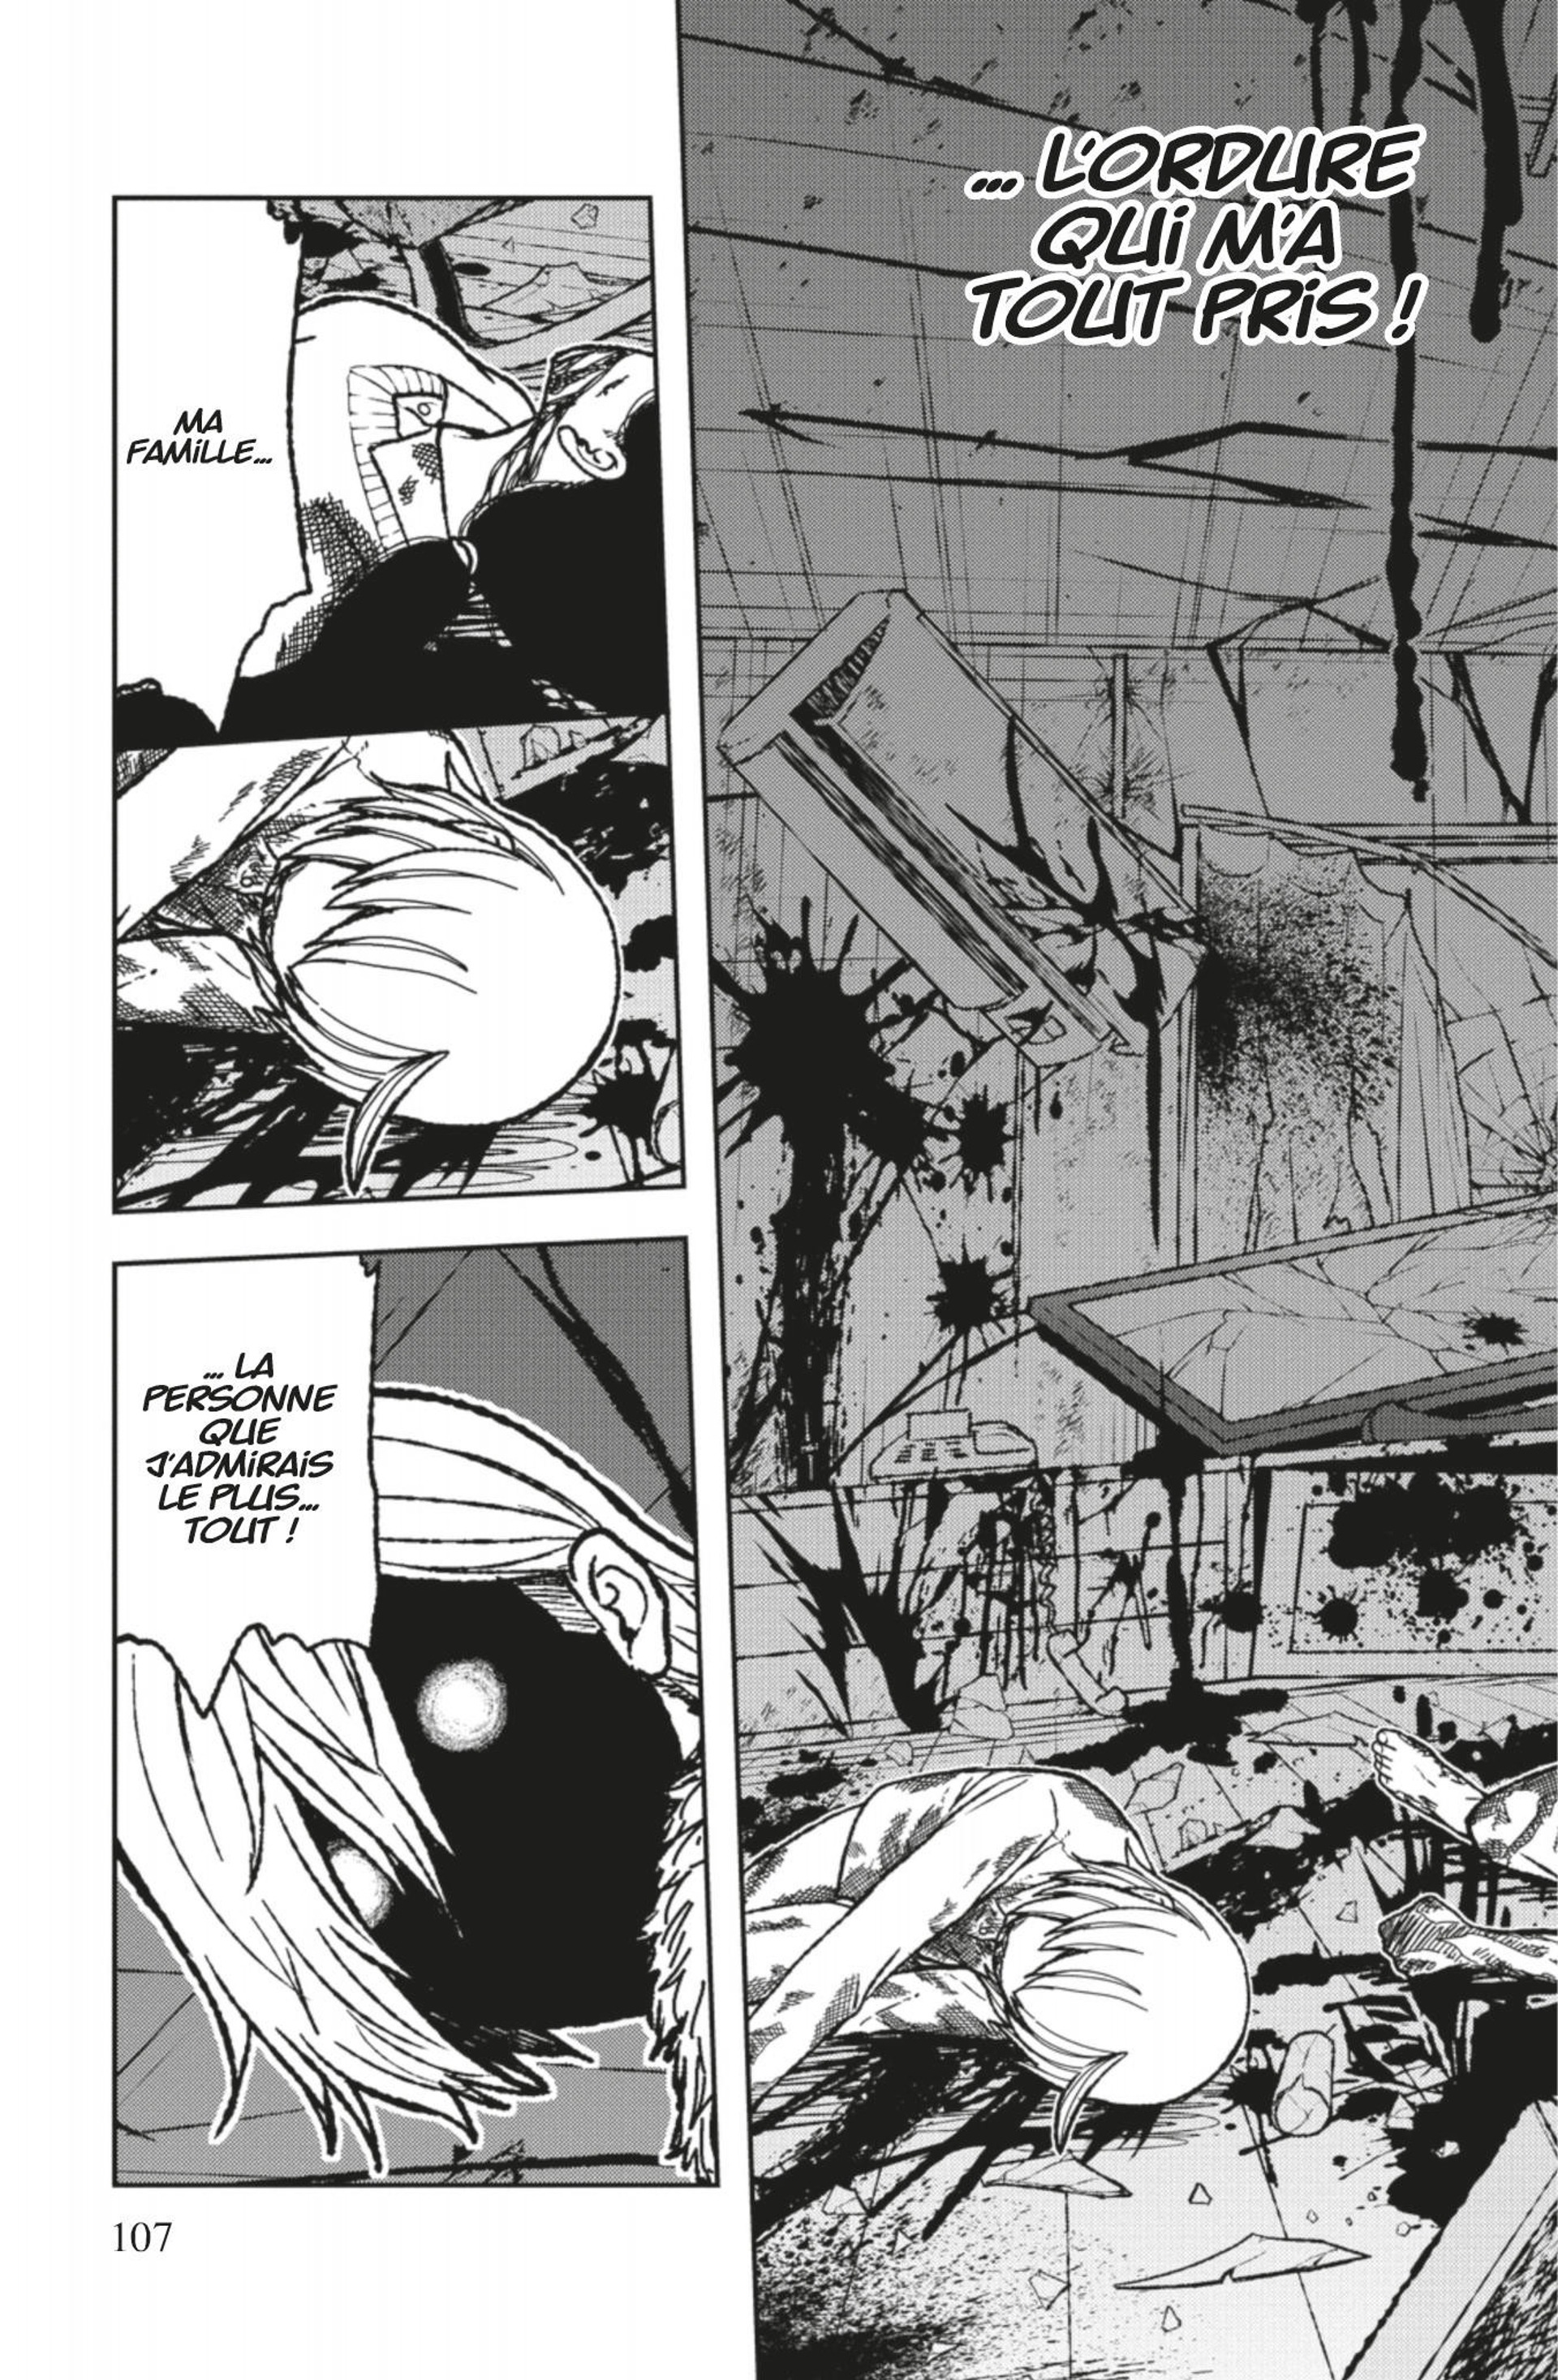 ... L'ORDURE
QUi M'A
TOUT PRiS !
MA
FAMiLLE...
... LA
PERSONNE
QUE
J'ADMiRAiS
LE PLUS...
TOUT !
107